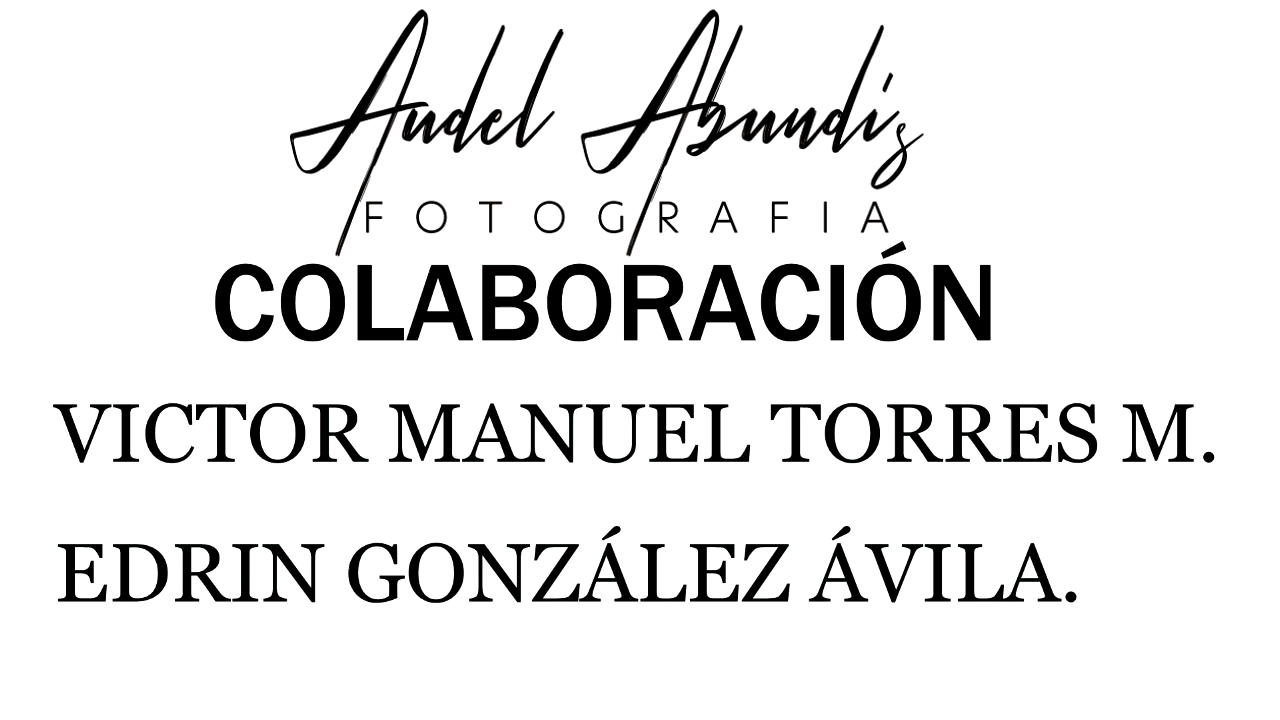 Audel Abundis
FOTOGRAFIA
COLABORACIÓN
VICTOR MANUEL TORRES M.
EDRIN GONZÁLEZ ÁVILA.